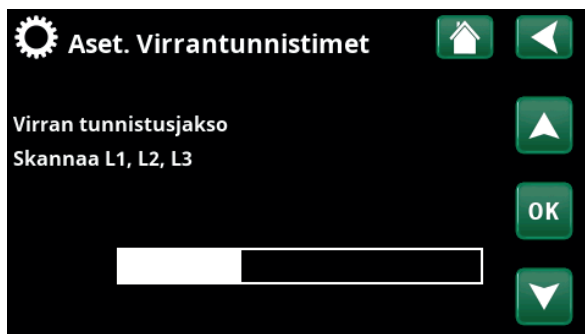 Aset. Virrantunnistimet
Virran tunnistusjakso
Skannaa L1, L2, L3
OK